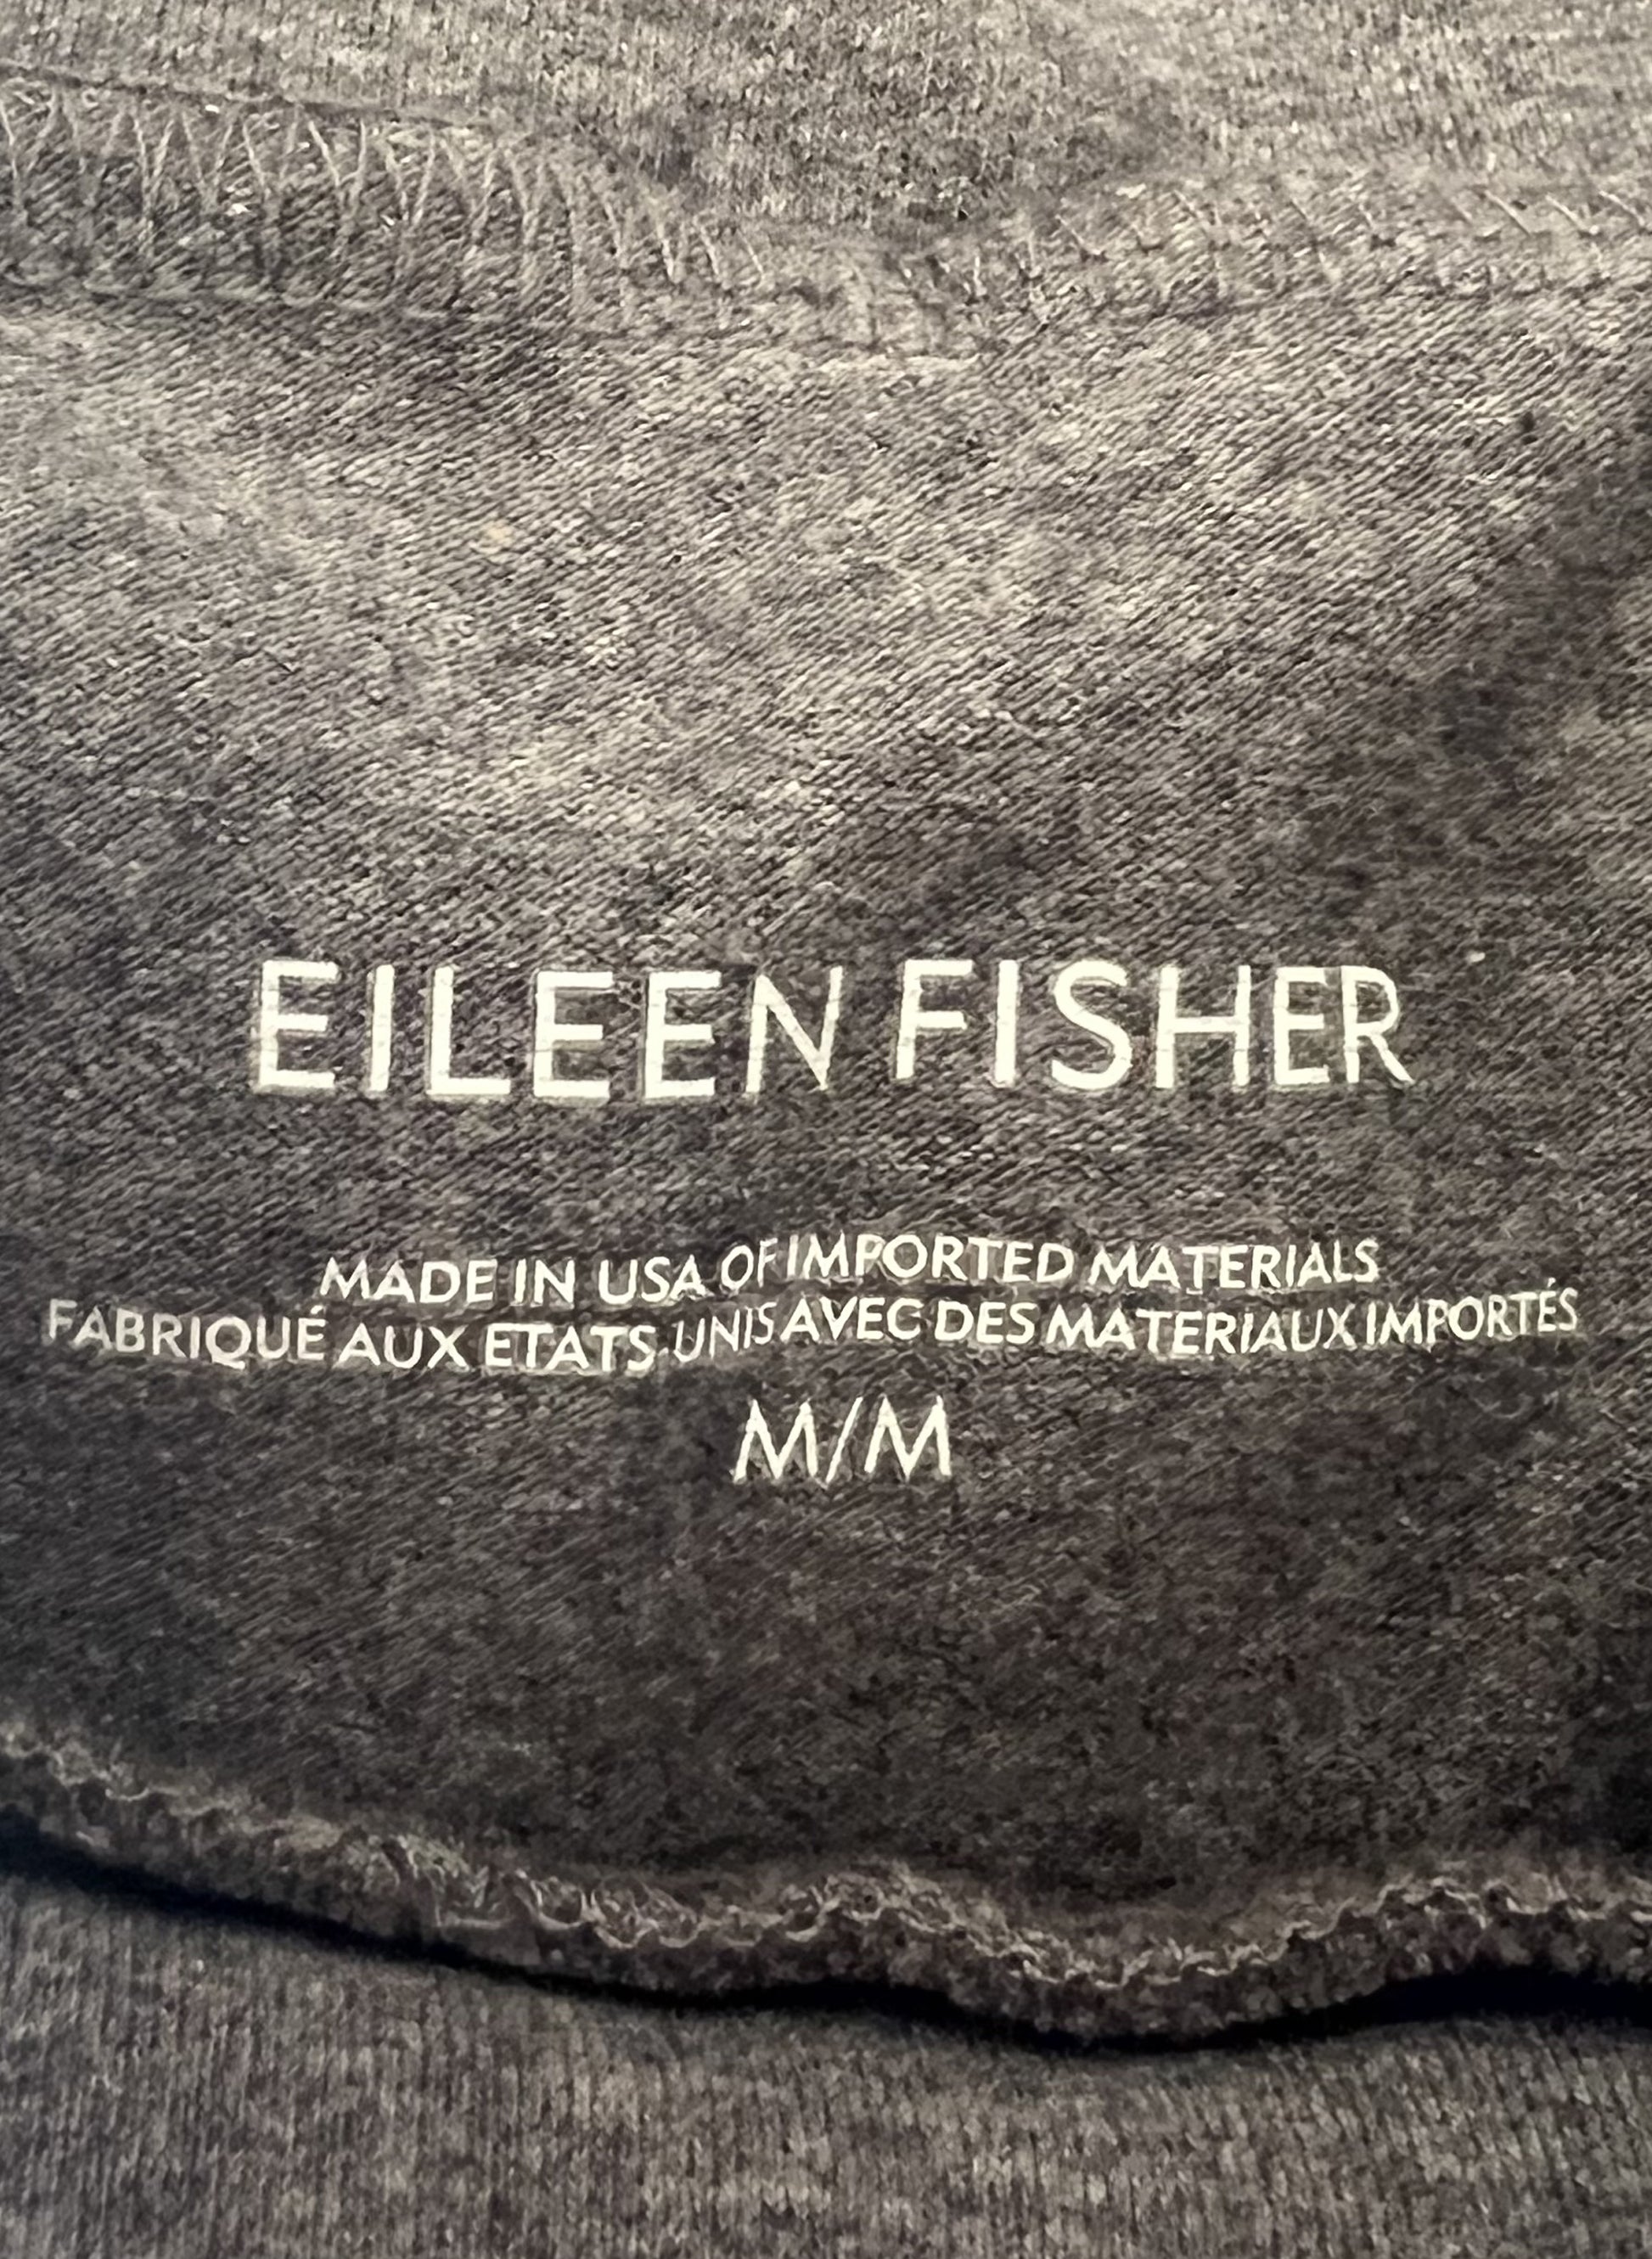 EILEEN FISHER
MADE IN USA OF IMPORTED MATERIALS
FABRIQUÉ AUX ETATS-UNIS AVEC DES MATERIAUX IMPORTÉS
M/M